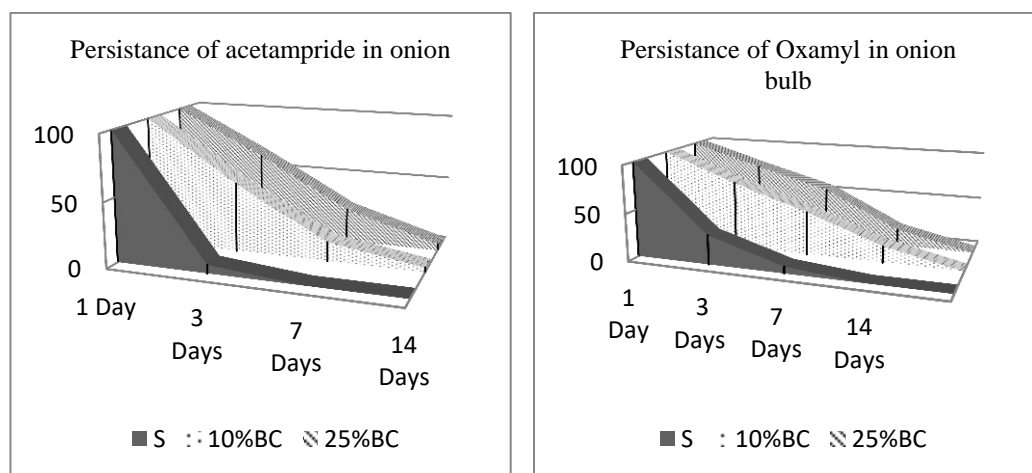 Persistance of acetampride in onion
100
50
0
1 Day
3
Days
7
Days
14
Days
S 10%BC 25%BC
Persistance of Oxamyl in onion
bulb
100
50
0
1
Day
3
Days
7
Days
14
Days
S 10%BC 25%BC